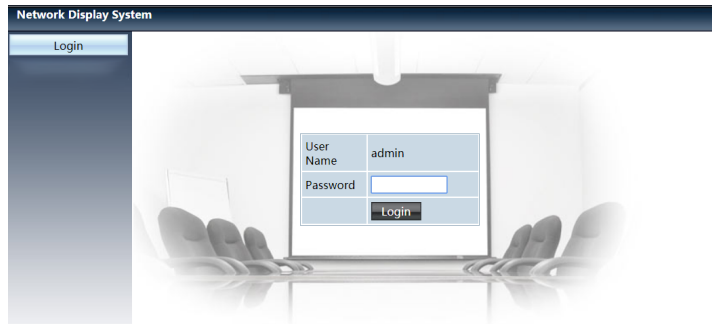 Network Display System
Login
User
Name
admin
Password
Login